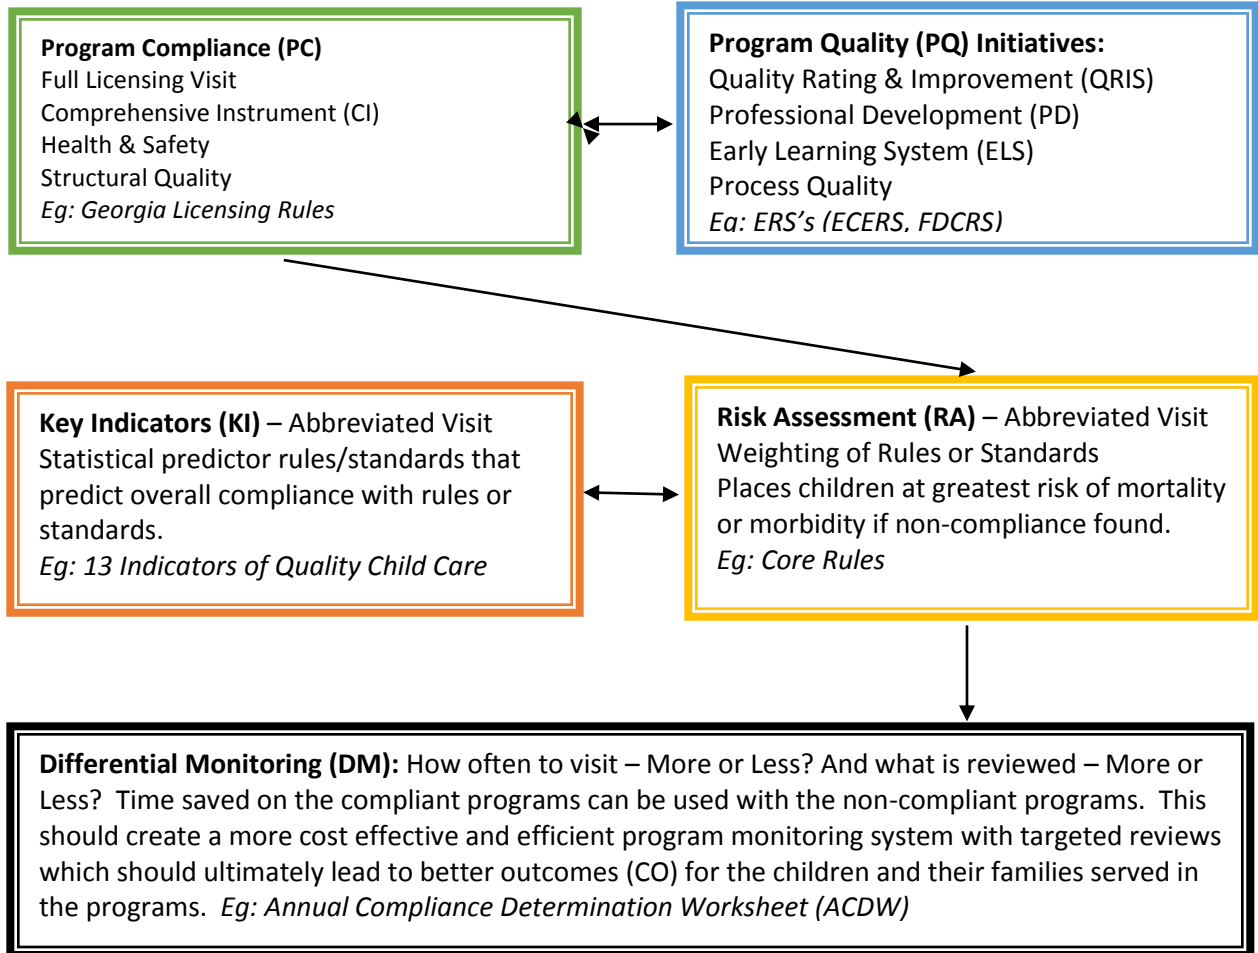 Program Compliance (PC)
Full Licensing Visit
Comprehensive Instrument (CI)
Health & Safety
Structural Quality
Eg: Georgia Licensing Rules
Program Quality (PQ) Initiatives:
Quality Rating & Improvement (QRIS)
Professional Development (PD)
Early Learning System (ELS)
Process Quality
Eg: ERS’s (ECERS, FDCRS)
Key Indicators (KI) – Abbreviated Visit
Statistical predictor rules/standards that
predict overall compliance with rules or
standards.
Eg: 13 Indicators of Quality Child Care
Risk Assessment (RA) – Abbreviated Visit
Weighting of Rules or Standards
Places children at greatest risk of mortality
or morbidity if non-compliance found.
Eg: Core Rules
Differential Monitoring (DM): How often to visit – More or Less? And what is reviewed – More or
Less? Time saved on the compliant programs can be used with the non-compliant programs. This
should create a more cost effective and efficient program monitoring system with targeted reviews
which should ultimately lead to better outcomes (CO) for the children and their families served in
the programs. Eg: Annual Compliance Determination Worksheet (ACDW)